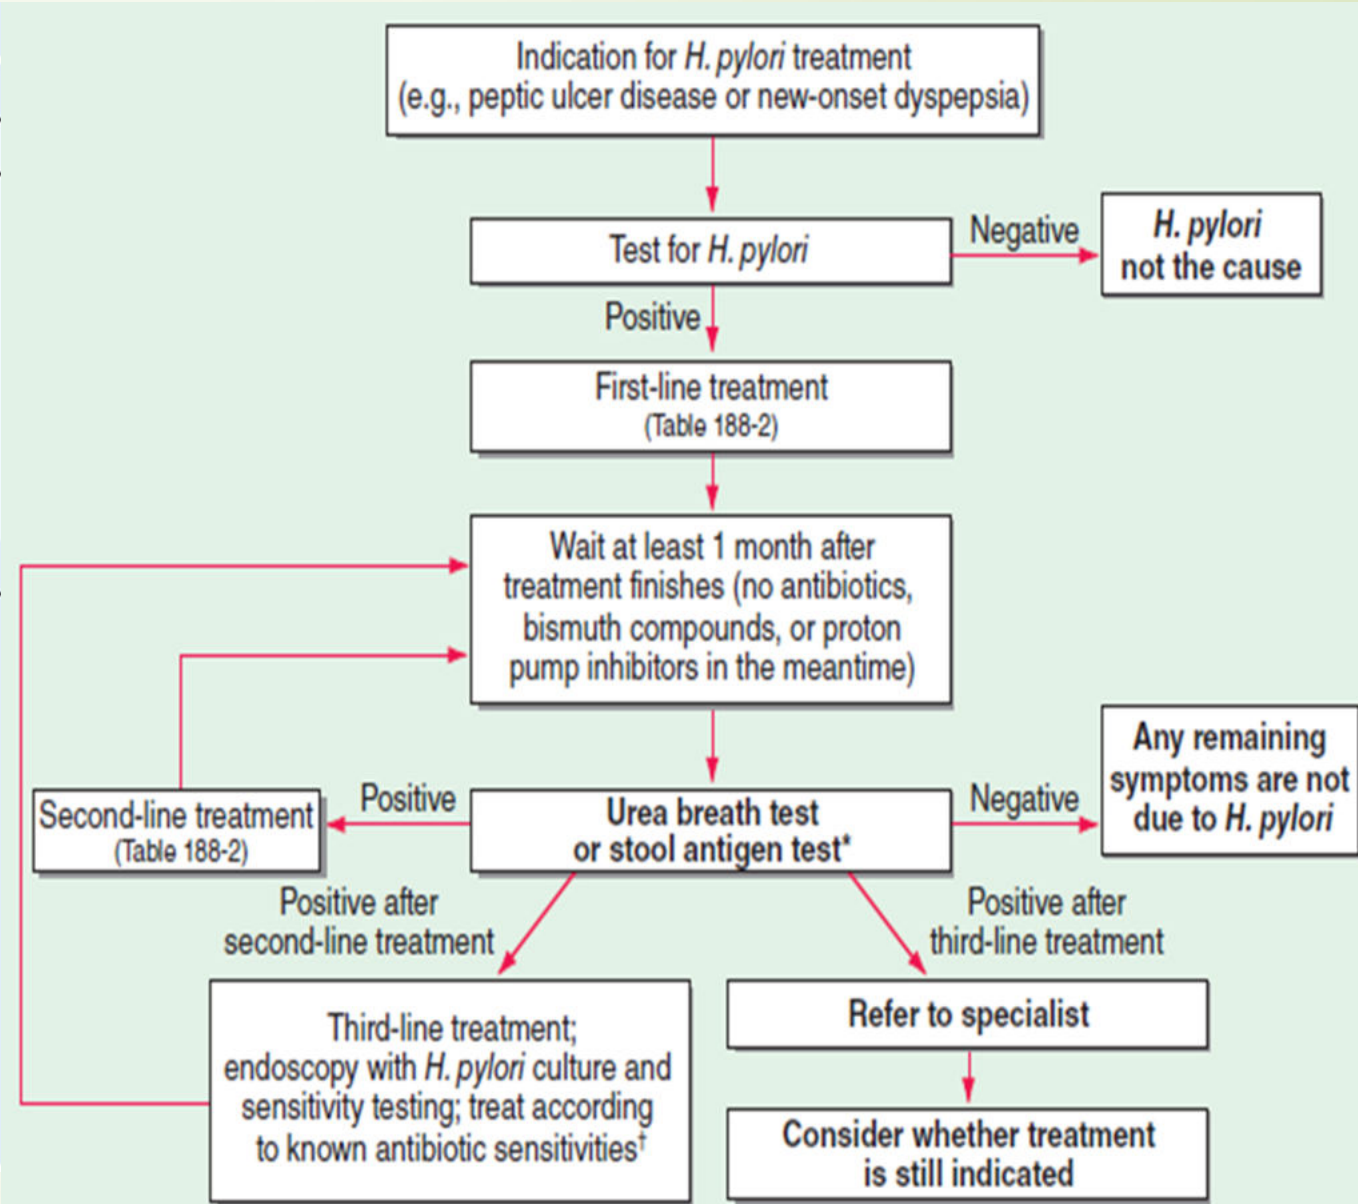 Indication for H. pylori treatment
(e.g., peptic ulcer disease or new-onset dyspepsia)
Test for H. pylori
Negative
H. pylori
not the cause
Positive
First-line treatment
(Table 188-2)
Wait at least 1 month after
treatment finishes (no antibiotics,
bismuth compounds, or proton
pump inhibitors in the meantime)
Second-line treatment
(Table 188-2)
Positive
Urea breath test
or stool antigen test*
Negative
Any remaining
symptoms are not
due to H. pylori
Positive after
second-line treatment
Positive after
third-line treatment
Third-line treatment;
endoscopy with H. pylori culture and
sensitivity testing; treat according
to known antibiotic sensitivities†
Refer to specialist
Consider whether treatment
is still indicated